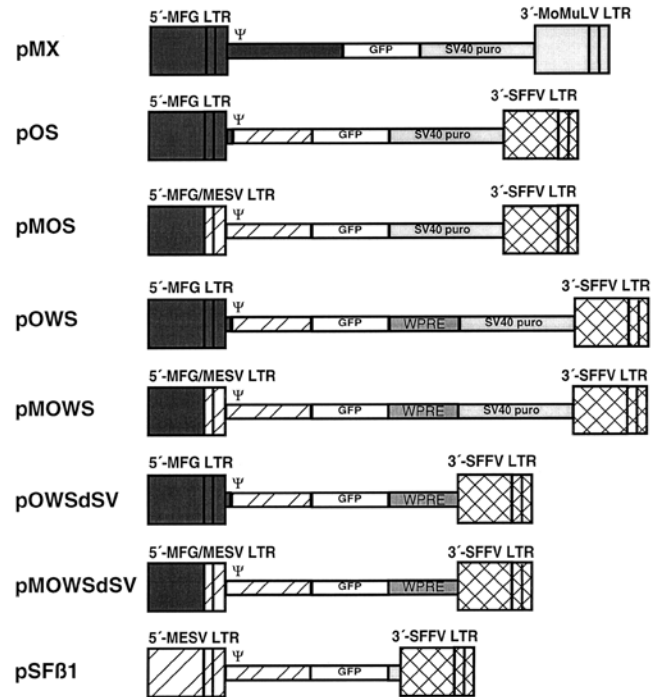 5´-MFG LTR
3´-MoMuLV LTR
Ψ
pMX
GFP
SV40 puro
5´-MFG LTR
3´-SFFV LTR
Ψ
pOS
GFP
SV40 puro
5´-MFG/MESV LTR
3´-SFFV LTR
Ψ
pMOS
GFP
SV40 puro
5´-MFG LTR
3´-SFFV LTR
Ψ
pOWS
GFP
WPRE
SV40 puro
5´-MFG/MESV LTR
3´-SFFV LTR
Ψ
pMOWS
GFP
WPRE
SV40 puro
5´-MFG LTR
3´-SFFV LTR
Ψ
pOWSdSV
GFP
WPRE
5´-MFG/MESV LTR
3´-SFFV LTR
Ψ
pMOWSdSV
GFP
WPRE
5´-MESV LTR
3´-SFFV LTR
Ψ
pSFß1
GFP